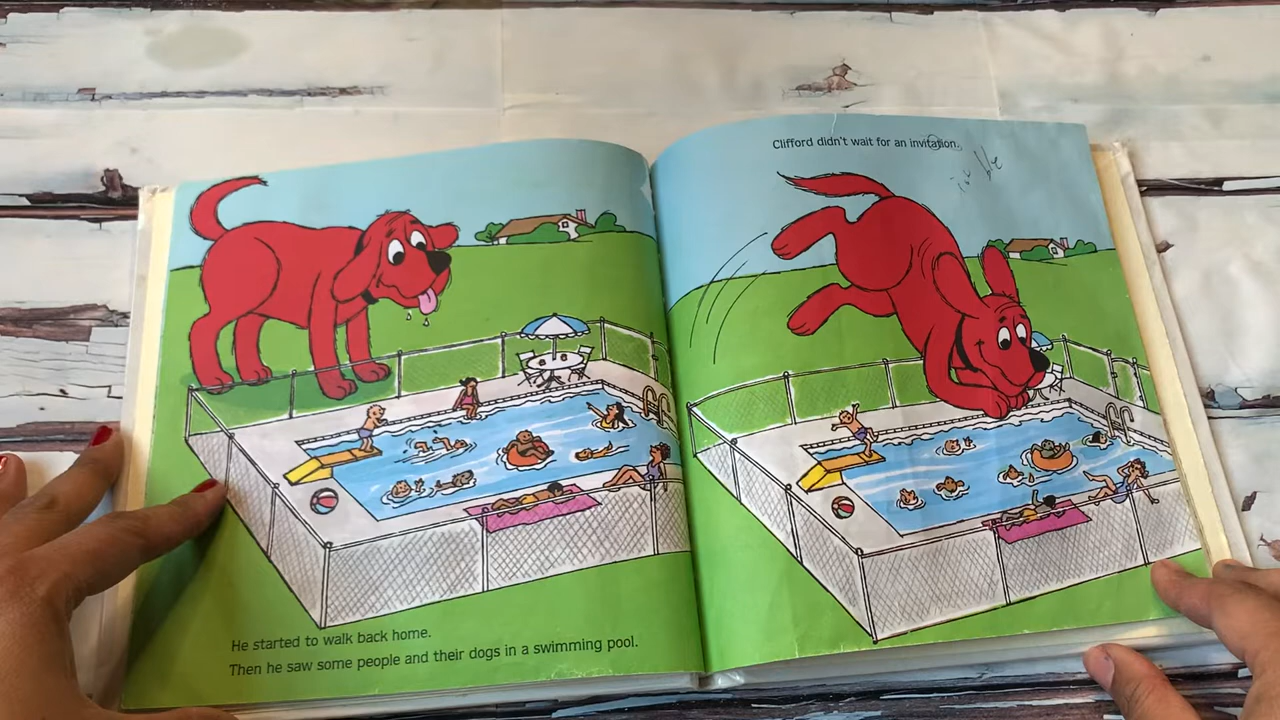 He started to walk back home.
Then he saw some people and their dogs in a swimming pool.
Clifford didn't wait for an invitation.